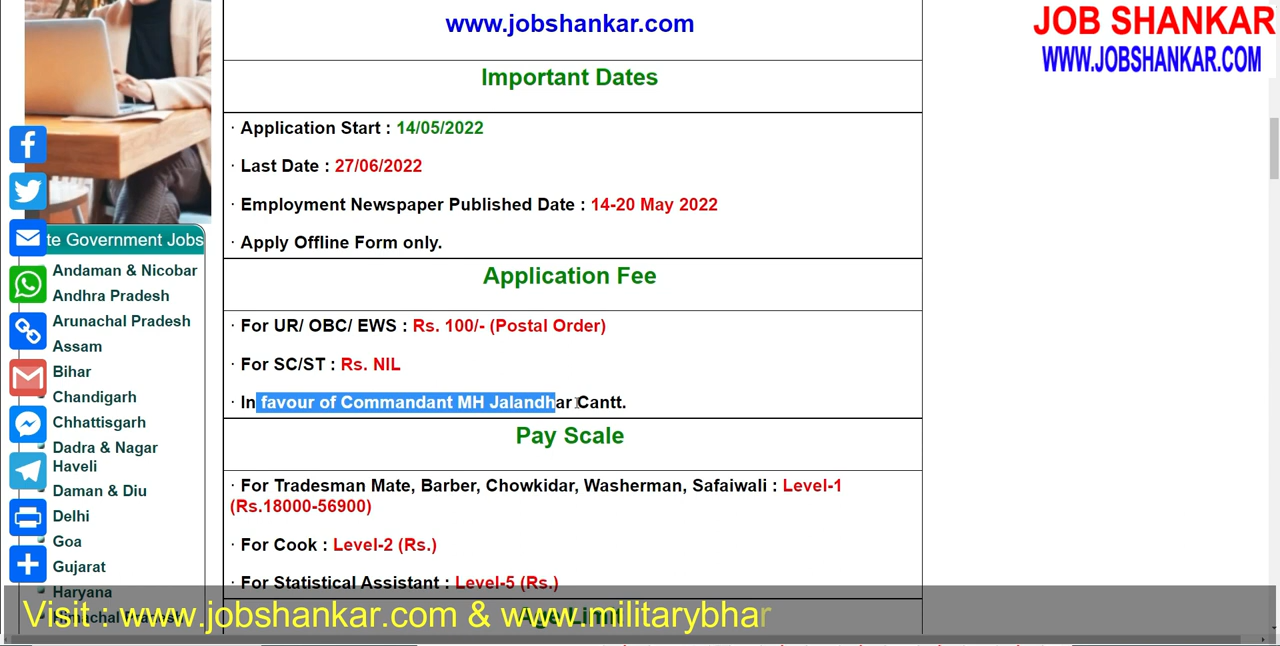 www.jobshankar.com
JOB SHANKAR
WWW.JOBSHANKAR.COM
Important Dates
· Application Start : 14/05/2022
· Last Date : 27/06/2022
· Employment Newspaper Published Date : 14-20 May 2022
· Apply Offline Form only.
Application Fee
· For UR/ OBC/ EWS : Rs. 100/- (Postal Order)
· For SC/ST : Rs. NIL
· In favour of Commandant MH Jalandhar Cantt.
Pay Scale
· For Tradesman Mate, Barber, Chowkidar, Washerman, Safaiwali : Level-1
(Rs.18000-56900)
· For Cook : Level-2 (Rs.)
· For Statistical Assistant : Level-5 (Rs.)
Age Limit
te Government Jobs
Andaman & Nicobar
Andhra Pradesh
Arunachal Pradesh
Assam
Bihar
Chandigarh
Chhattisgarh
Dadra & Nagar
Haveli
Daman & Diu
Delhi
Goa
Gujarat
Haryana
Himachal Pradesh
Visit : www.jobshankar.com & www.militarybhar